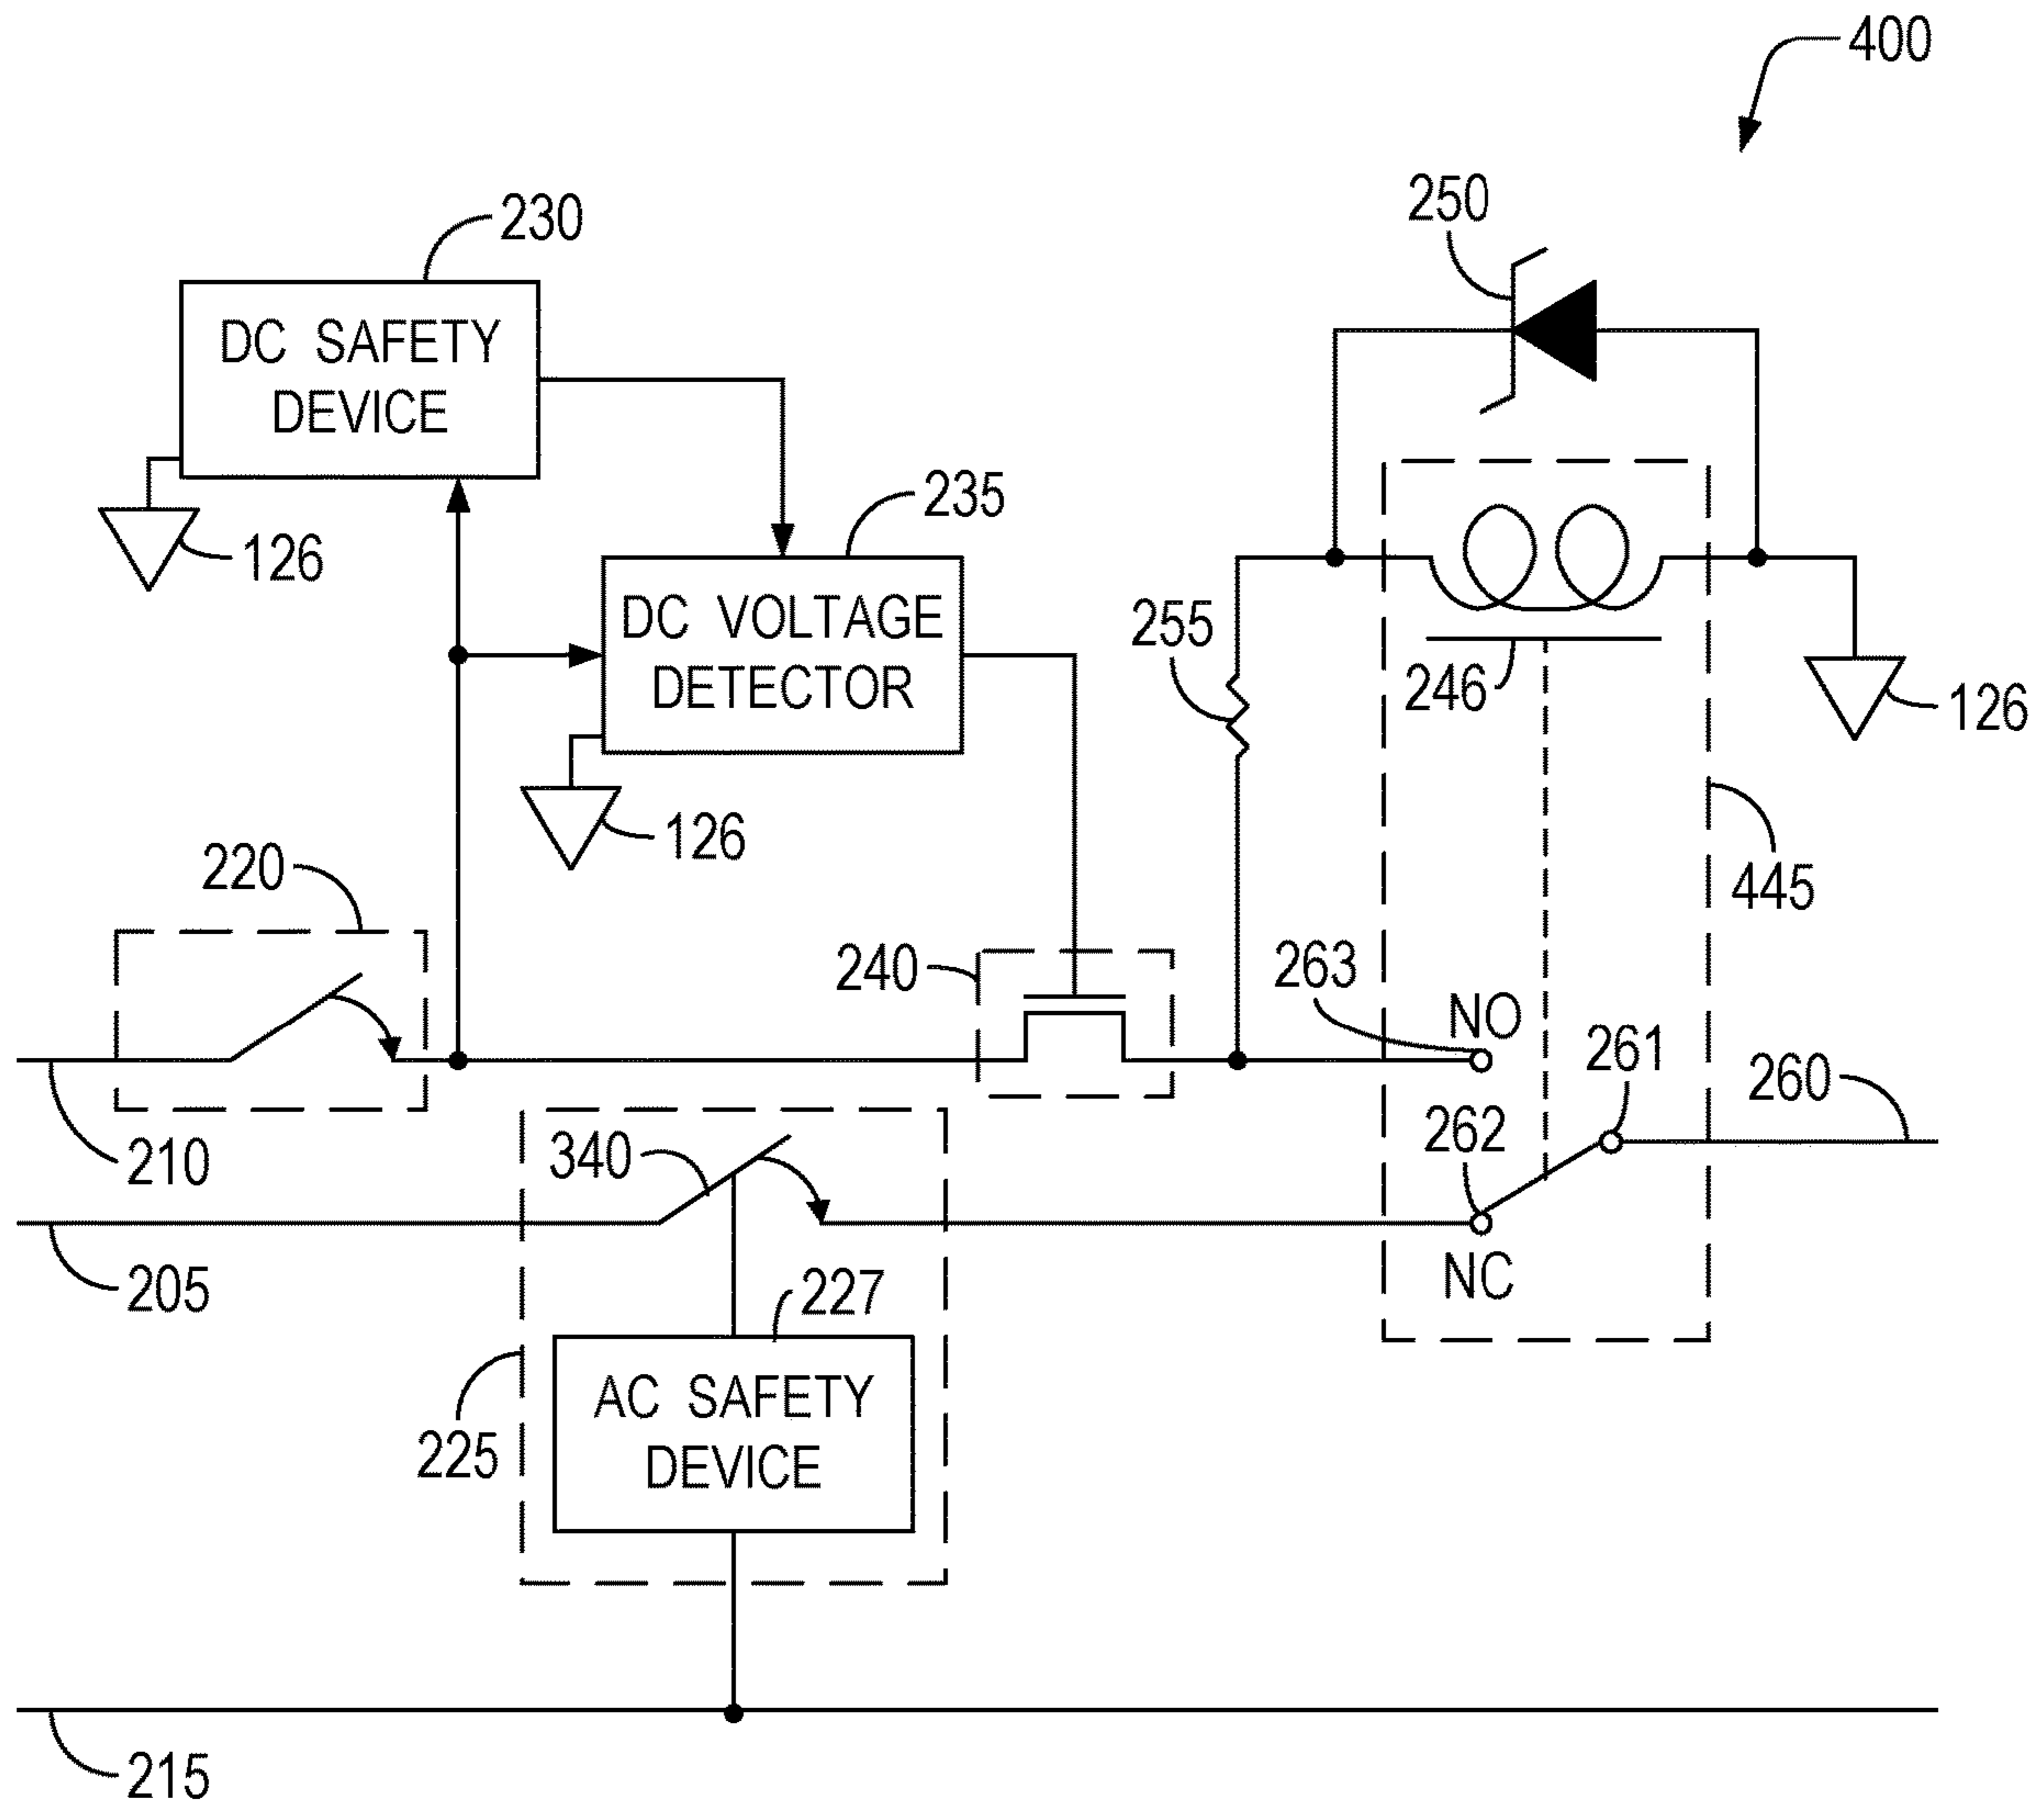 400
250
230
DC SAFETY
DEVICE
126
235
DC VOLTAGE
DETECTOR
126
255
246
126
445
220
240
263
NO
261
260
262
210
340
NC
205
227
225
AC SAFETY
DEVICE
215